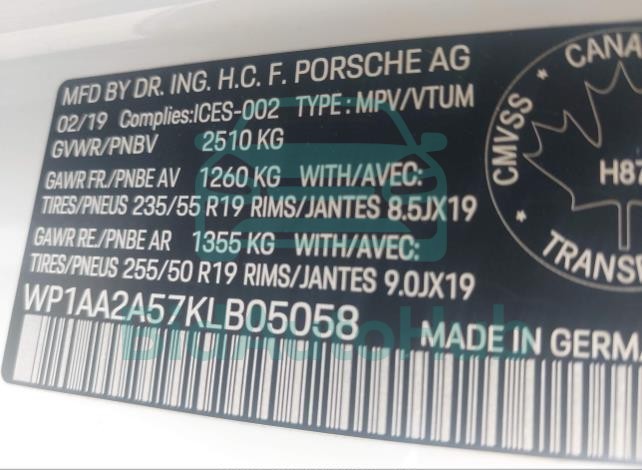 MFD BY DR. ING. H.C. F. PORSCHE AG
02/19 Complies:ICES-002 TYPE : MPV/VTUM
GVWR/PNBV 2510 KG
GAWR FR./PNBE AV 1260 KG WITH/AVEC:
TIRES/PNEUS 235/55 R19 RIMS/JANTES 8.5JX19
GAWR RE./PNBE AR 1355 KG WITH/AVEC:
TIRES/PNEUS 255/50 R19 RIMS/JANTES 9.0JX19
WP1AA2A57KLB05058
MADE IN GERMA
CMVSS * CANA
H87
* TRANSP
BidAutoHub